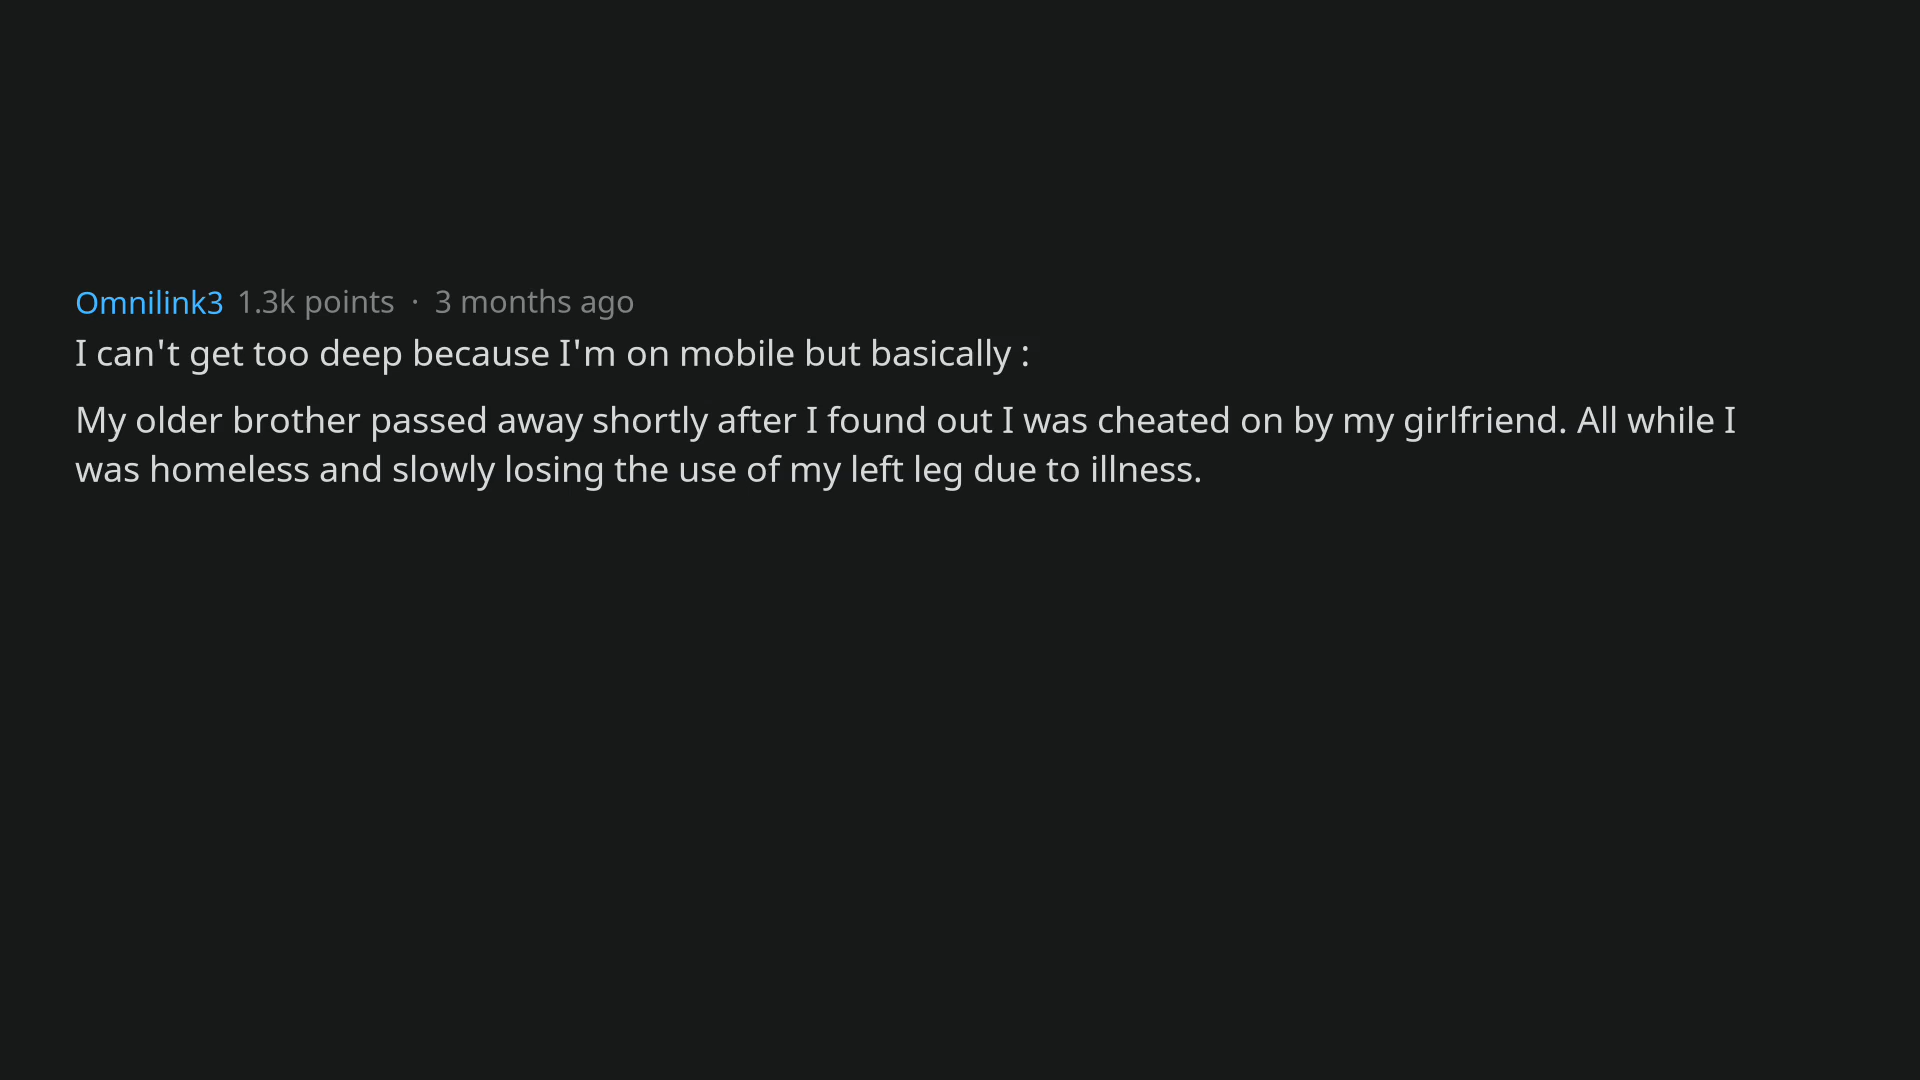 Omnilink3 1.3k points · 3 months ago
I can't get too deep because I'm on mobile but basically :
My older brother passed away shortly after I found out I was cheated on by my girlfriend. All while I
was homeless and slowly losing the use of my left leg due to illness.